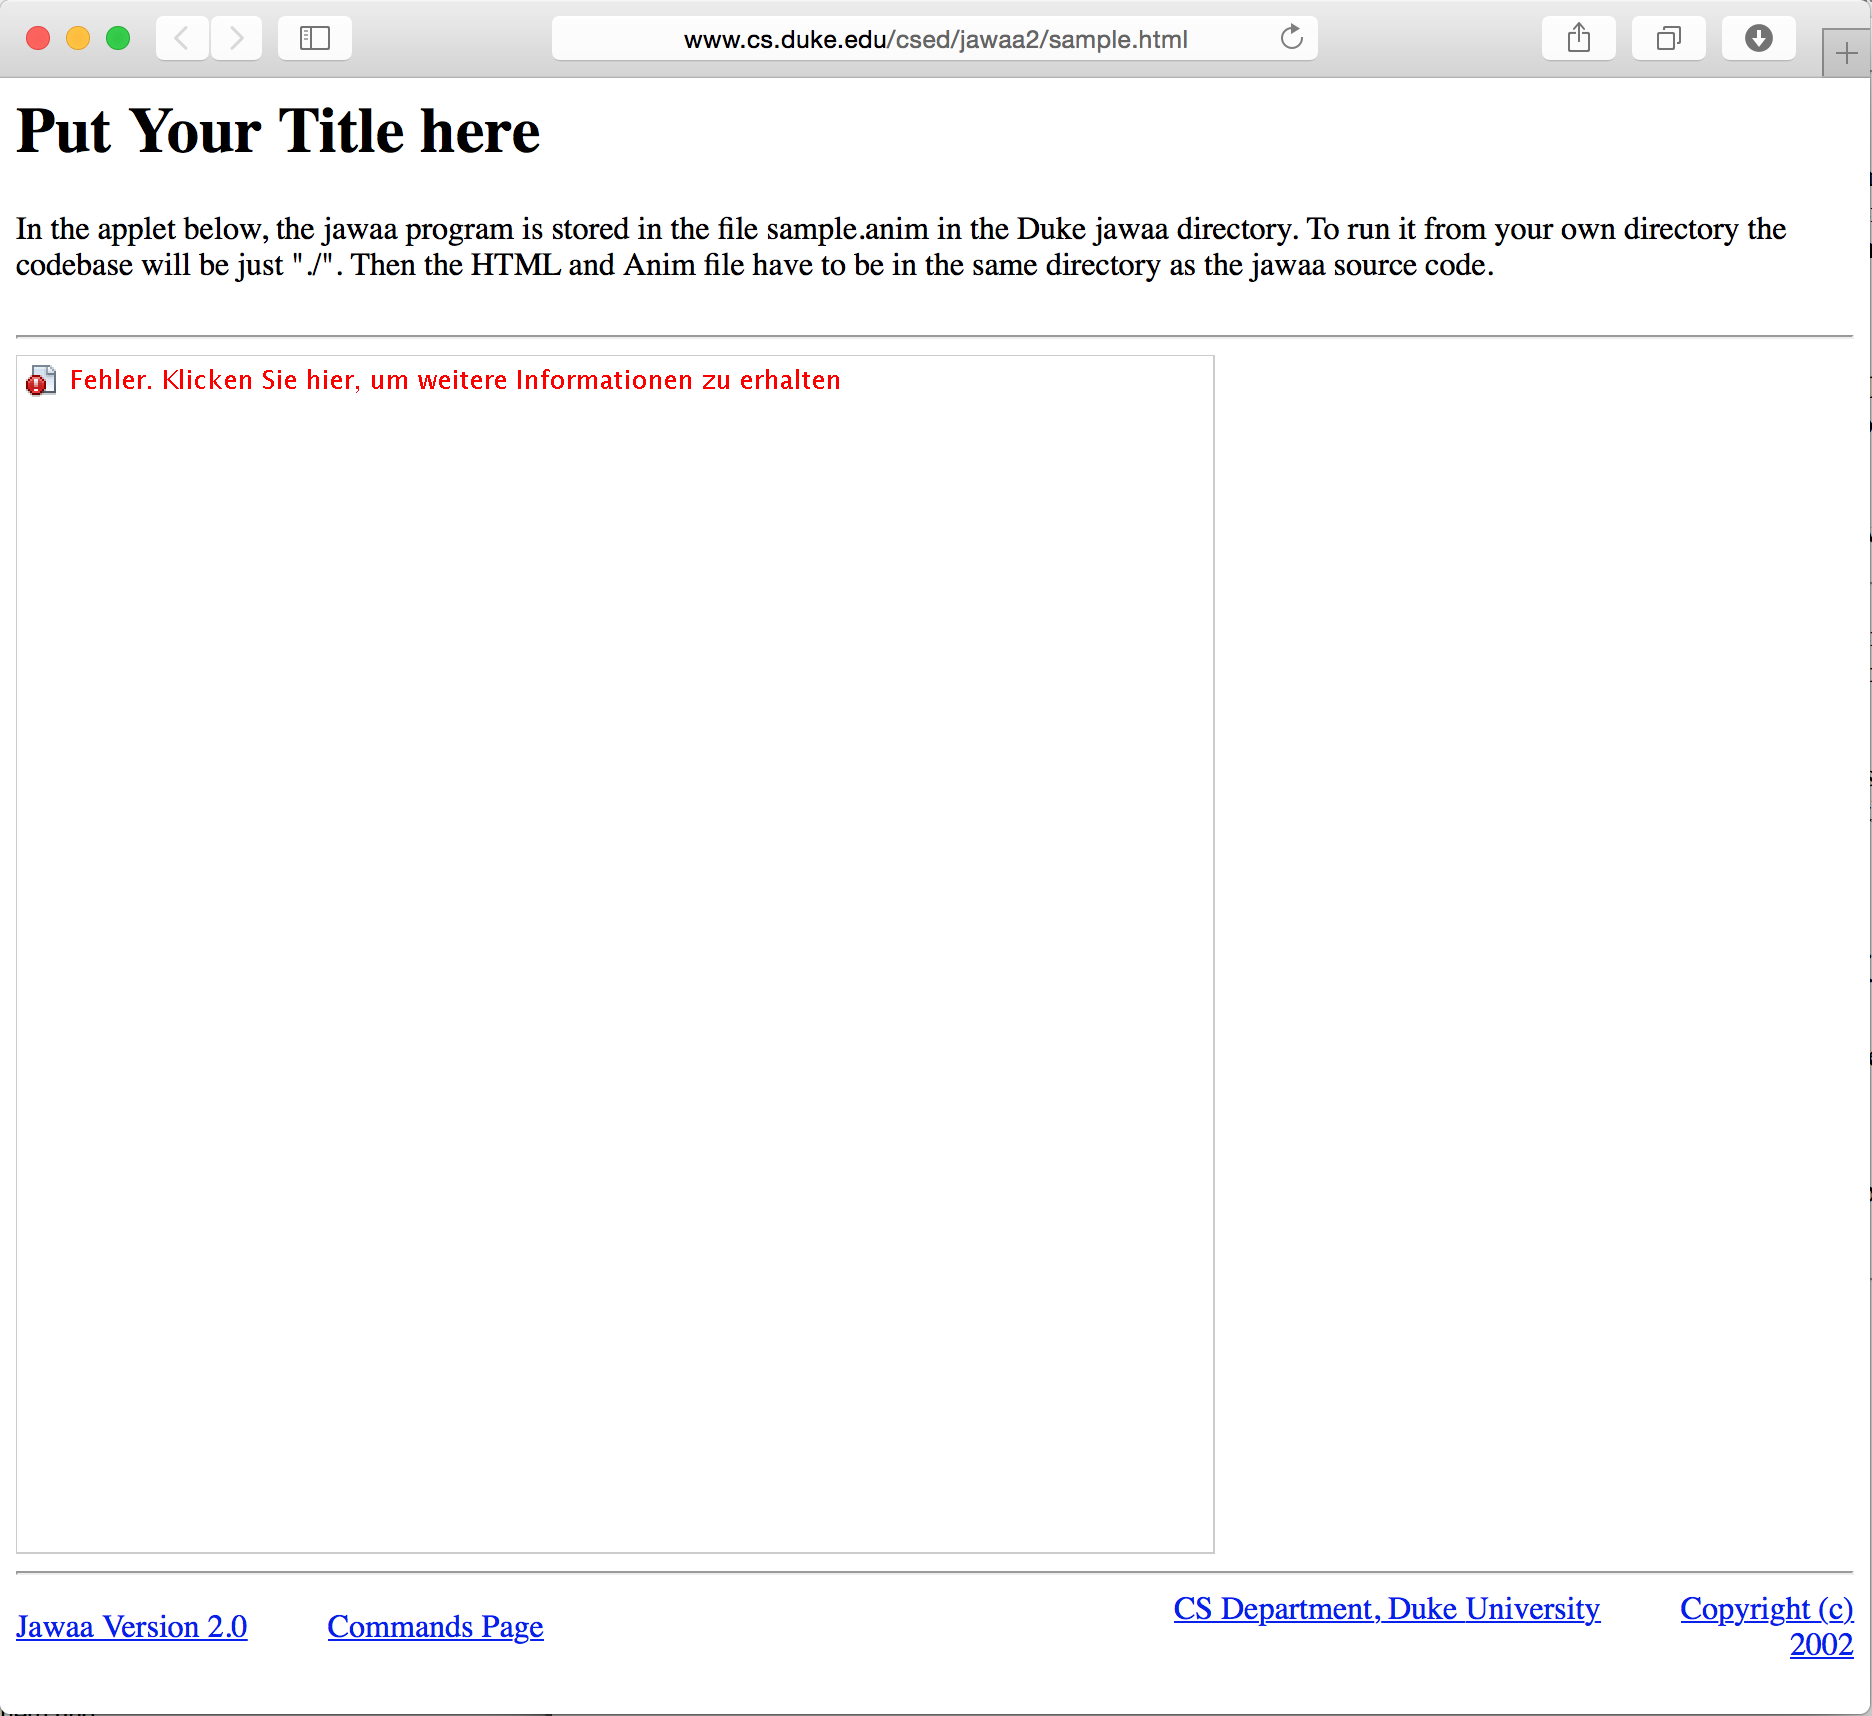 www.cs.duke.edu/csed/jawaa2/sample.html
Put Your Title here
In the applet below, the jawaa program is stored in the file sample.anim in the Duke jawaa directory. To run it from your own directory the
codebase will be just "./". Then the HTML and Anim file have to be in the same directory as the jawaa source code.
Fehler. Klicken Sie hier, um weitere Informationen zu erhalten
Jawaa Version 2.0 Commands Page CS Department, Duke University Copyright (c)
2002